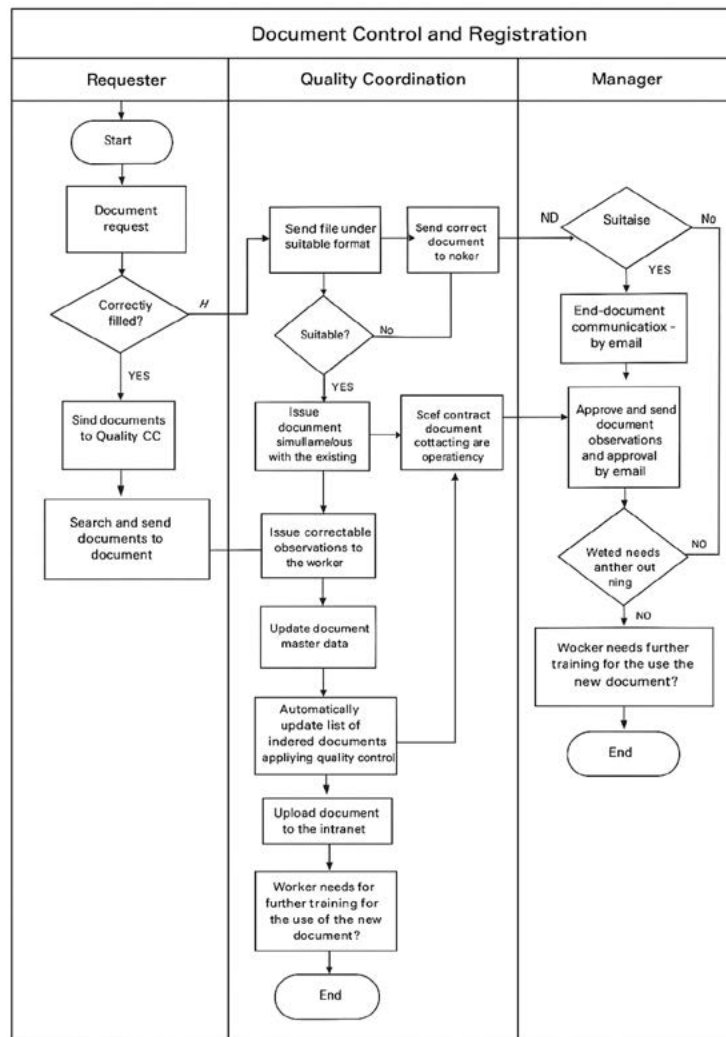 Document Control and Registration
Requester
Quality Coordination
Manager
Start
Document
request
Correctly
filled?
H
YES
Sind documents
to Quality CC
Search and send
documents to
document
Send file under
suitable format
Send correct
document
to noker
Suitable?
No
YES
Issue
document
simullame/ous
with the existing
Scef contract
document
cottacting are
operatiency
Issue correctable
observations to
the worker
Update document
master data
Automatically
update list of
indered documents
appliying quality control
Upload document
to the intranet
Worker needs for
further training for
the use of the new
document?
End
ND
Suitaise
No
YES
End-document
communicatiox -
by email
Approve and send
document
observations
and approval
by email
Weted needs
anther out
ning
NO
NO
Wocker needs further
training for the use the
new document?
End